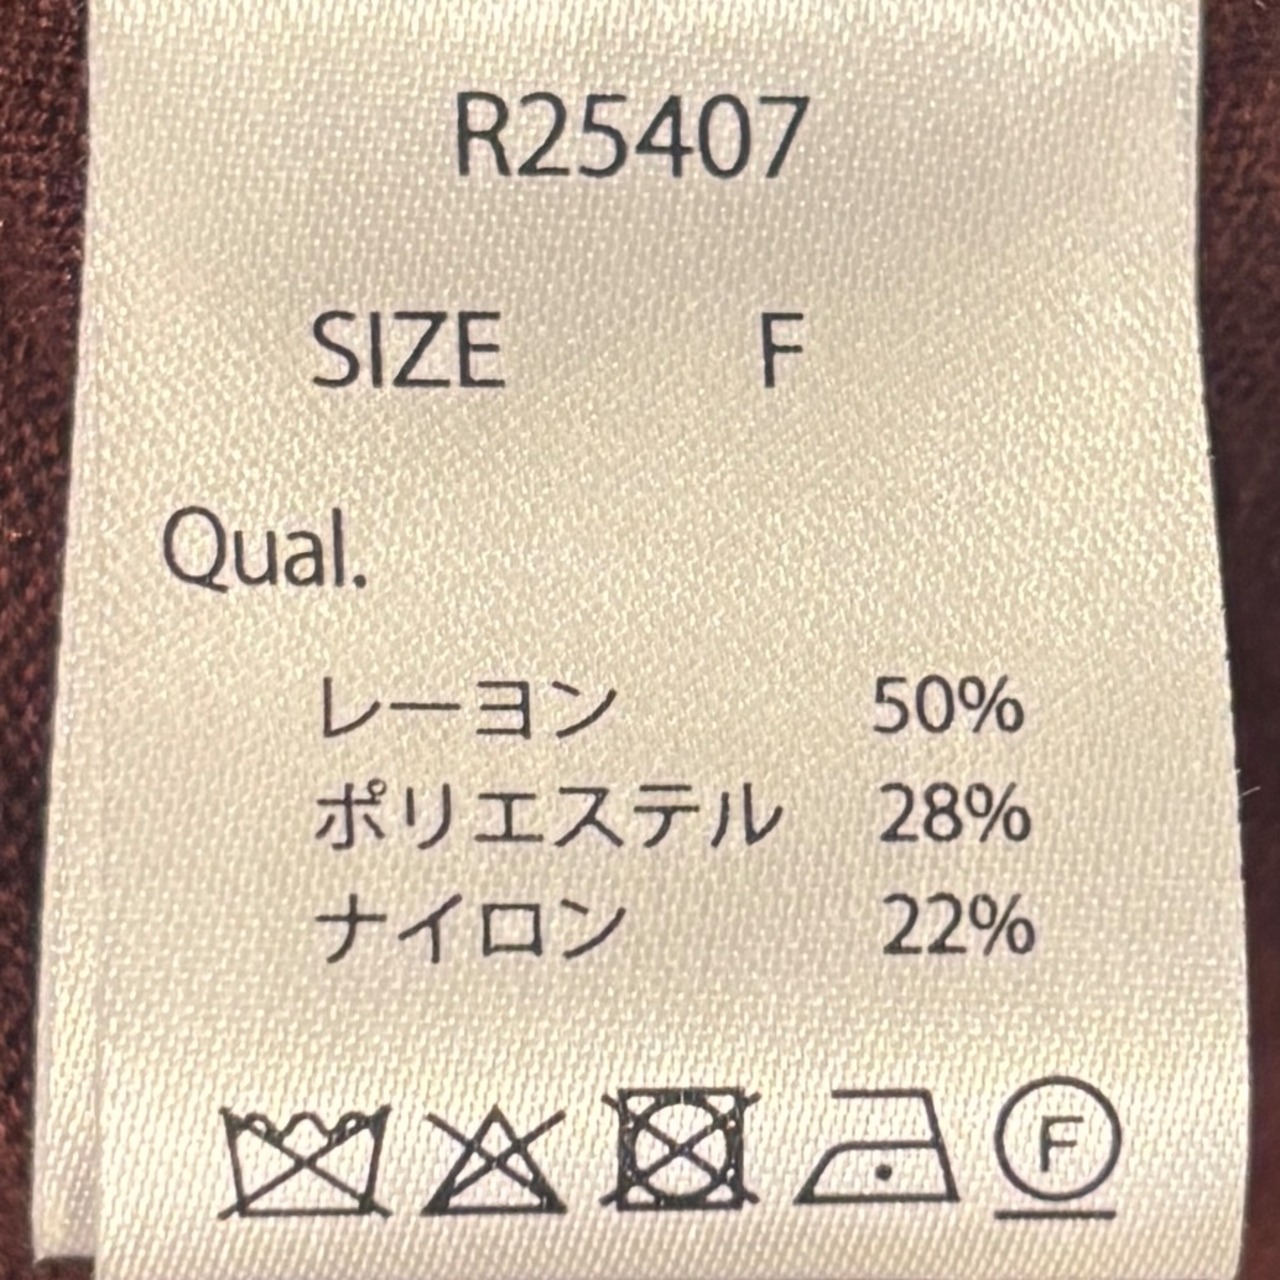 R25407
SIZE F
Qual.
レーヨン 50%
ポリエステル 28%
ナイロン 22%
F